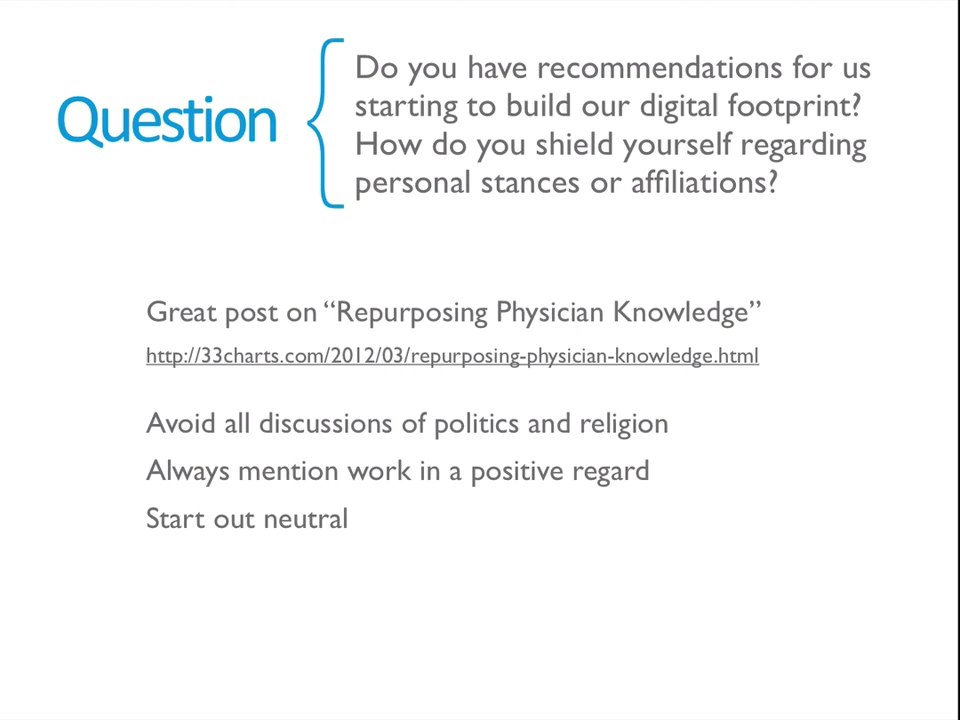 Question
Do you have recommendations for us
starting to build our digital footprint?
How do you shield yourself regarding
personal stances or affiliations?
Great post on “Repurposing Physician Knowledge”
http://33charts.com/2012/03/repurposing-physician-knowledge.html
Avoid all discussions of politics and religion
Always mention work in a positive regard
Start out neutral